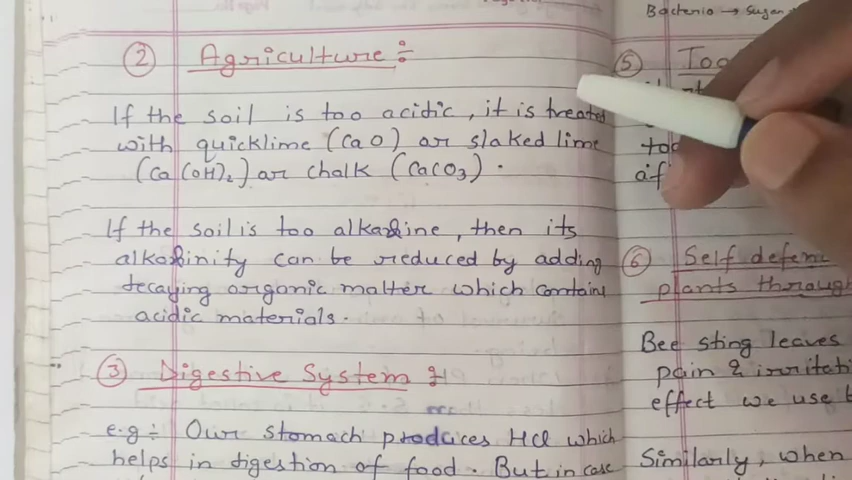 ② Agriculture :-
If the soil is too acidic, it is treated
with quicklime (CaO) or slaked lime
(Ca(OH)₂) or chalk (CaCO₃).
If the soil is too alkaline, then its
alkalinity can be reduced by adding
decaying organic matter which contains
acidic materials.
③ Digestive System :-
e.g :- Our stomach produces HCl which
helps in digestion of food. But in case
Bacteria → Sugar
⑤ Too
⑥ Self defen
plants through
Bee sting leaves
pain & irritati
effect we use
Similarly, when